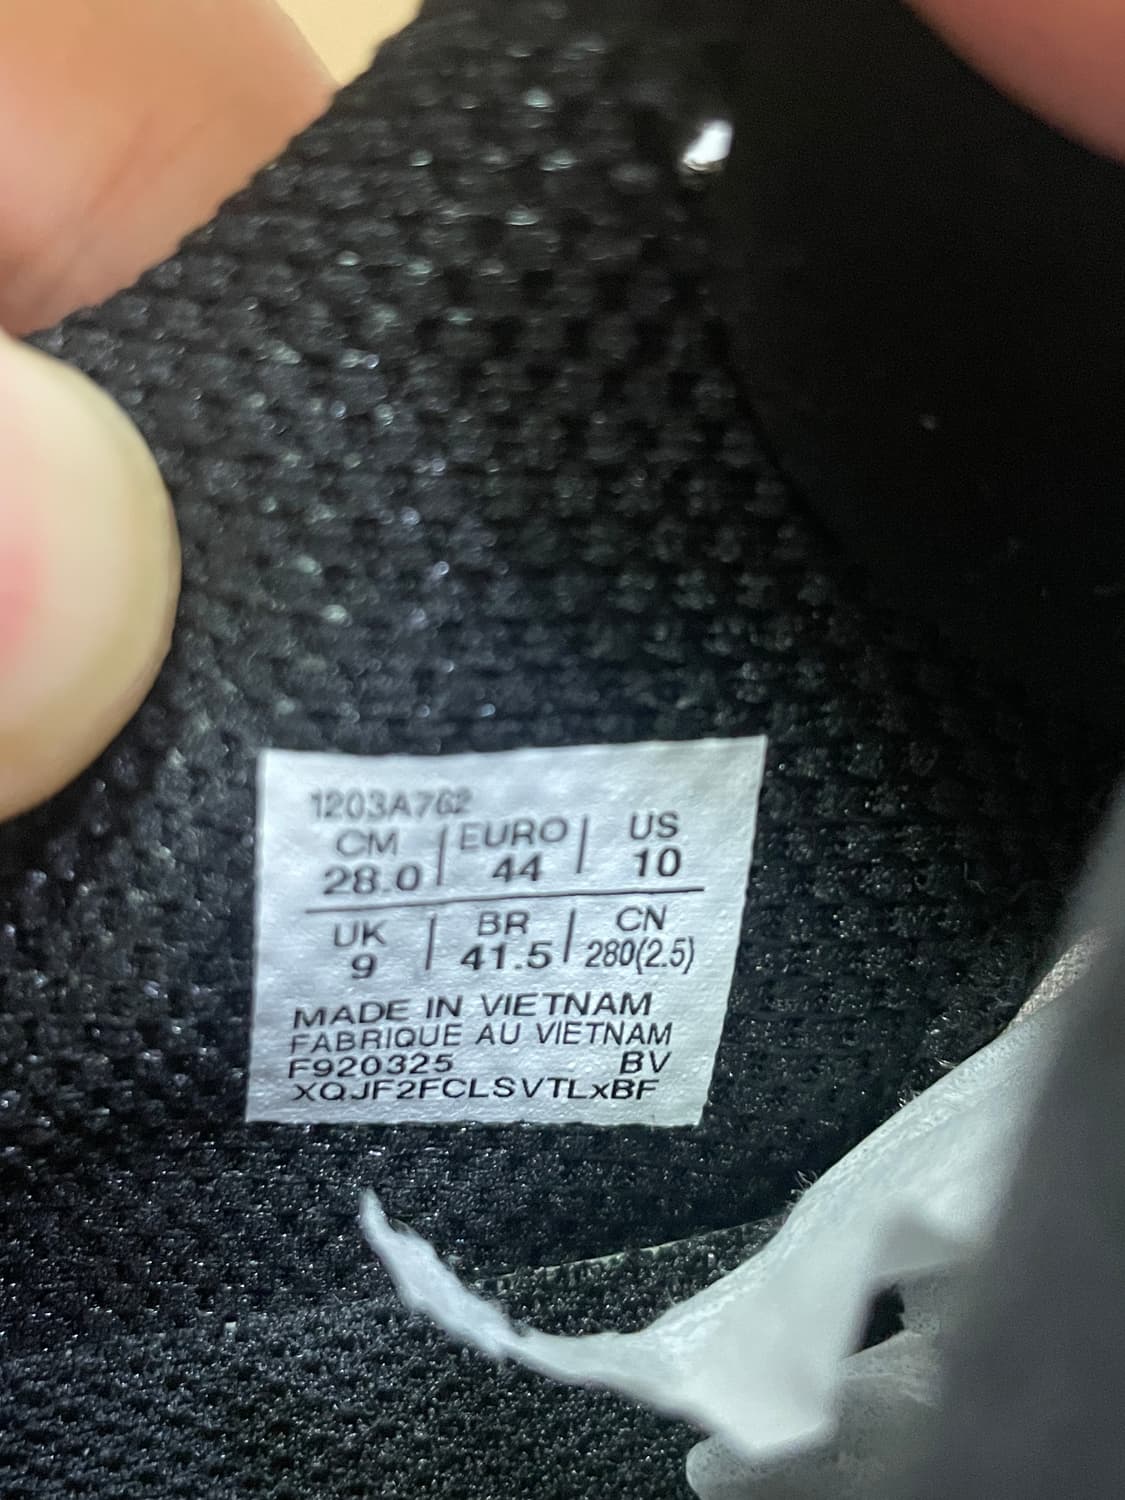 1203A762
CM | EURO | US
28.0 | 44 | 10
UK | BR | CN
9 | 41.5 | 280(2.5)
MADE IN VIETNAM
FABRIQUE AU VIETNAM
F920325 BV
XQJF2FCLSVTLxBF